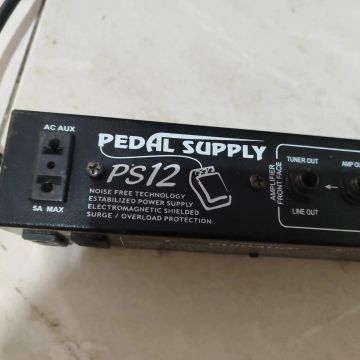 AC AUX
5A MAX
PEDAL SUPPLY
PS12
NOISE FREE TECHNOLOGY
ESTABILIZED POWER SUPPLY
ELECTROMAGNETIC SHIELDED
SURGE / OVERLOAD PROTECTION
AMPLIFIER
FRONT FACE
TUNER OUT
LINE OUT
AMP